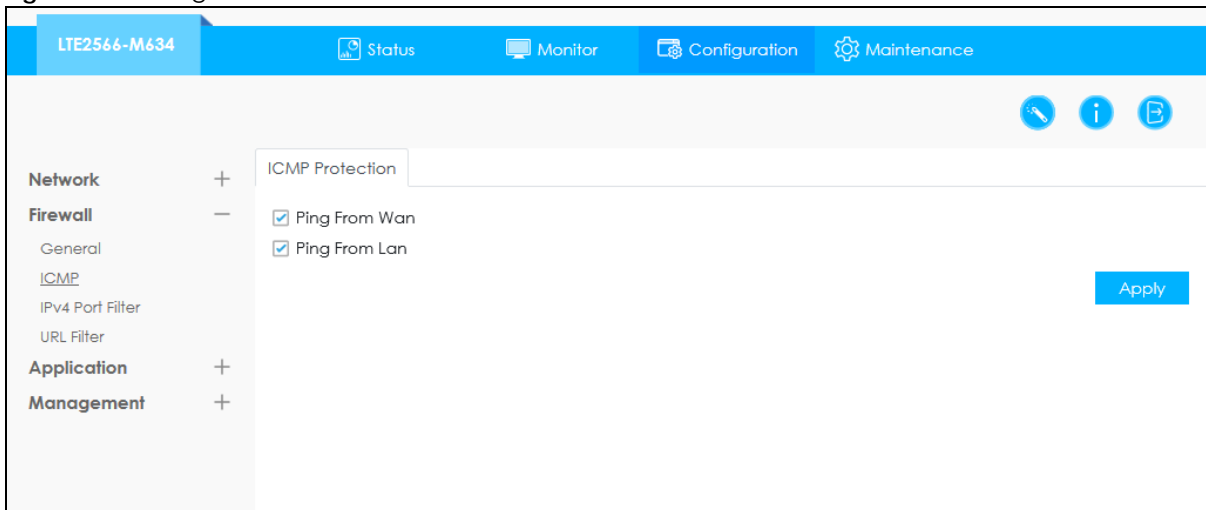 LTE2566-M634
Status
Monitor
Configuration
Maintenance
ICMP Protection
Network
Firewall
General
ICMP
IPv4 Port Filter
URL Filter
Application
Management
Ping From Wan
Ping From Lan
Apply